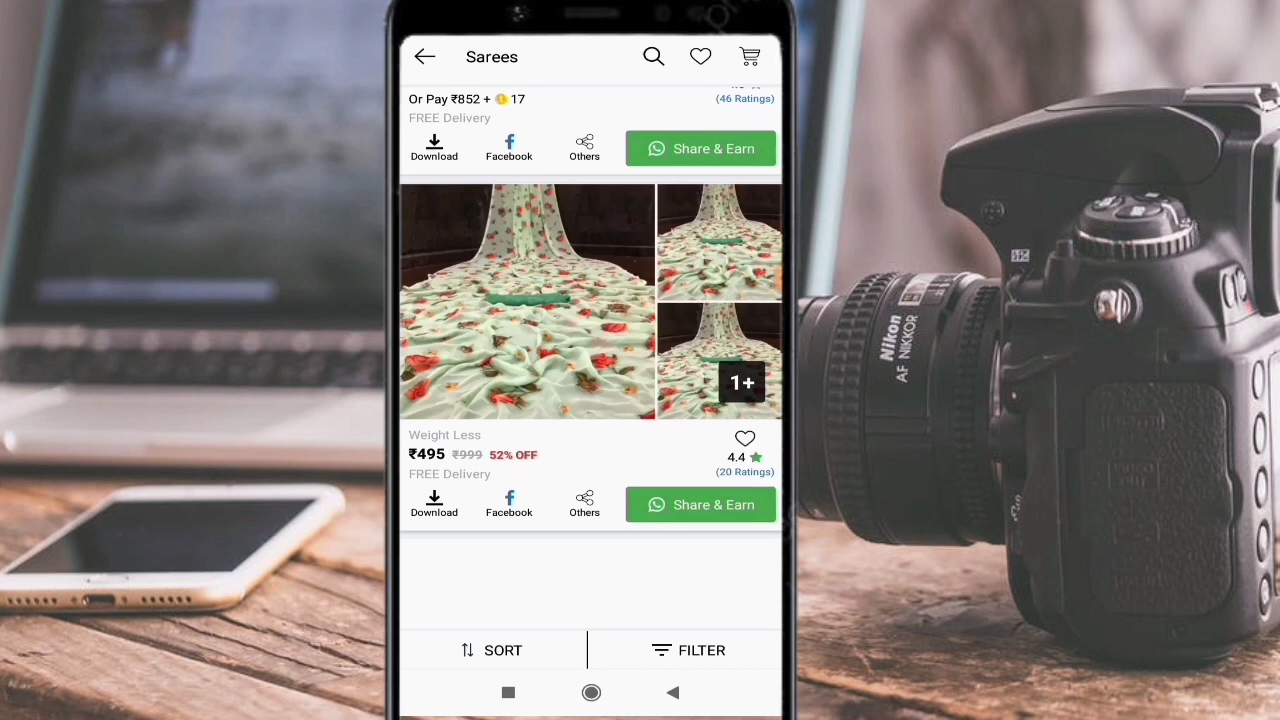 Sarees
Or Pay ₹852 + 17
(46 Ratings)
FREE Delivery
Download
Facebook
Others
Share & Earn
1+
Weight Less
₹495 ₹999 52% OFF
4.4
FREE Delivery
(20 Ratings)
Download
Facebook
Others
Share & Earn
SORT
FILTER
Nikon
AF NIKKOR